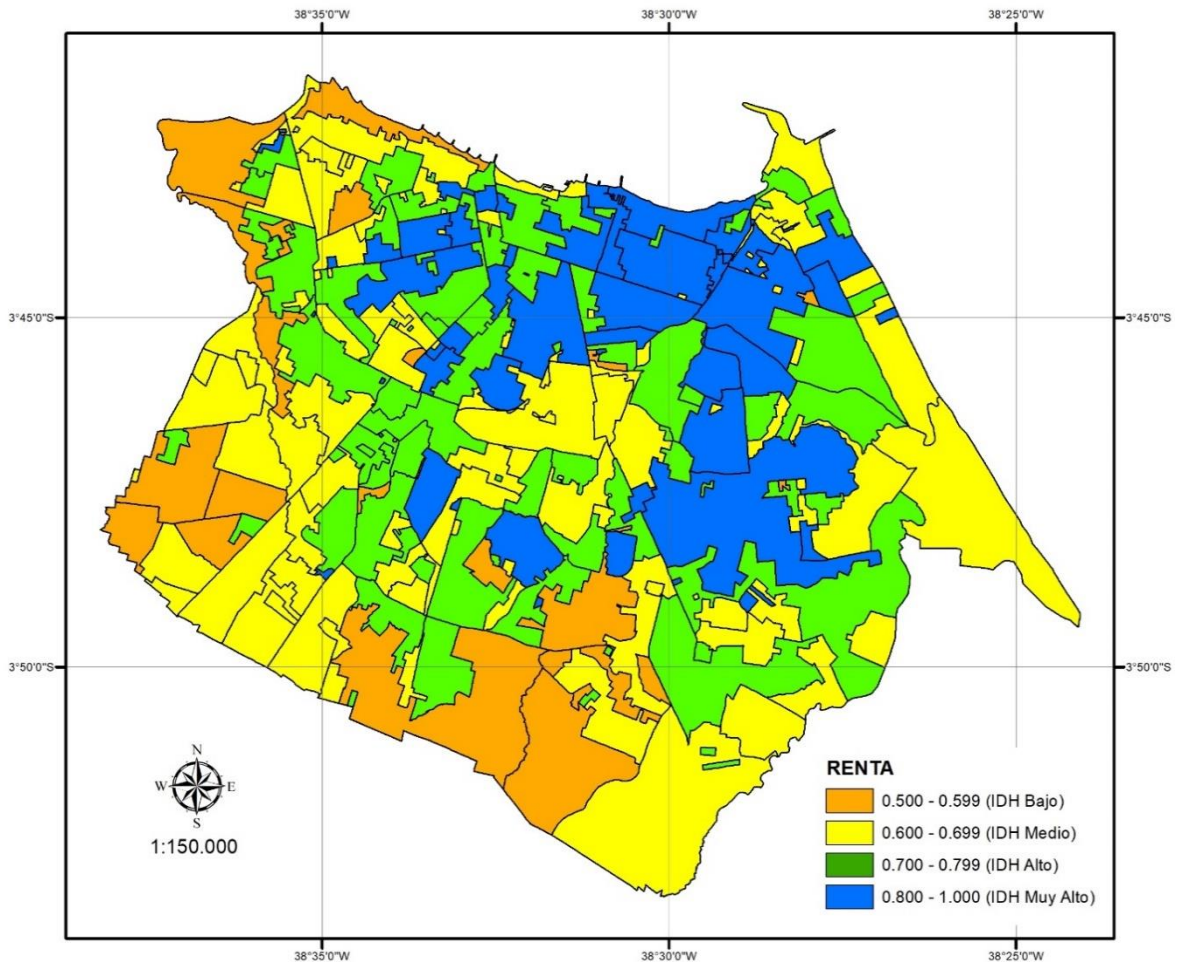 38°35'0"W 38°30'0"W 38°25'0"W
3°45'0"S 3°45'0"S
3°50'0"S 3°50'0"S
N
W E
S
1:150.000
RENTA
0.500 - 0.599 (IDH Bajo)
0.600 - 0.699 (IDH Medio)
0.700 - 0.799 (IDH Alto)
0.800 - 1.000 (IDH Muy Alto)
38°35'0"W 38°30'0"W 38°25'0"W